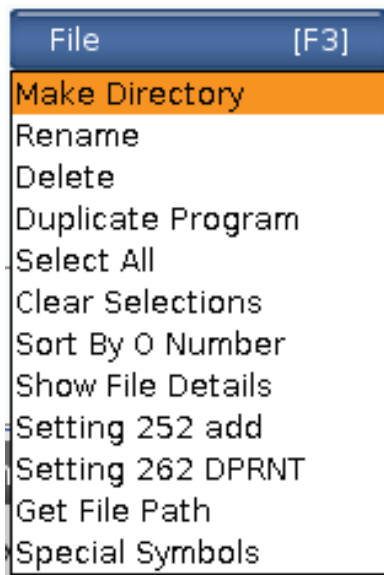 File [F3]
Make Directory
Rename
Delete
Duplicate Program
Select All
Clear Selections
Sort By O Number
Show File Details
Setting 252 add
Setting 262 DPRNT
Get File Path
Special Symbols